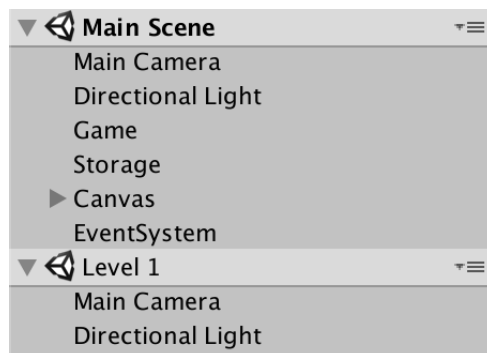 Main Scene
Main Camera
Directional Light
Game
Storage
Canvas
EventSystem
Level 1
Main Camera
Directional Light